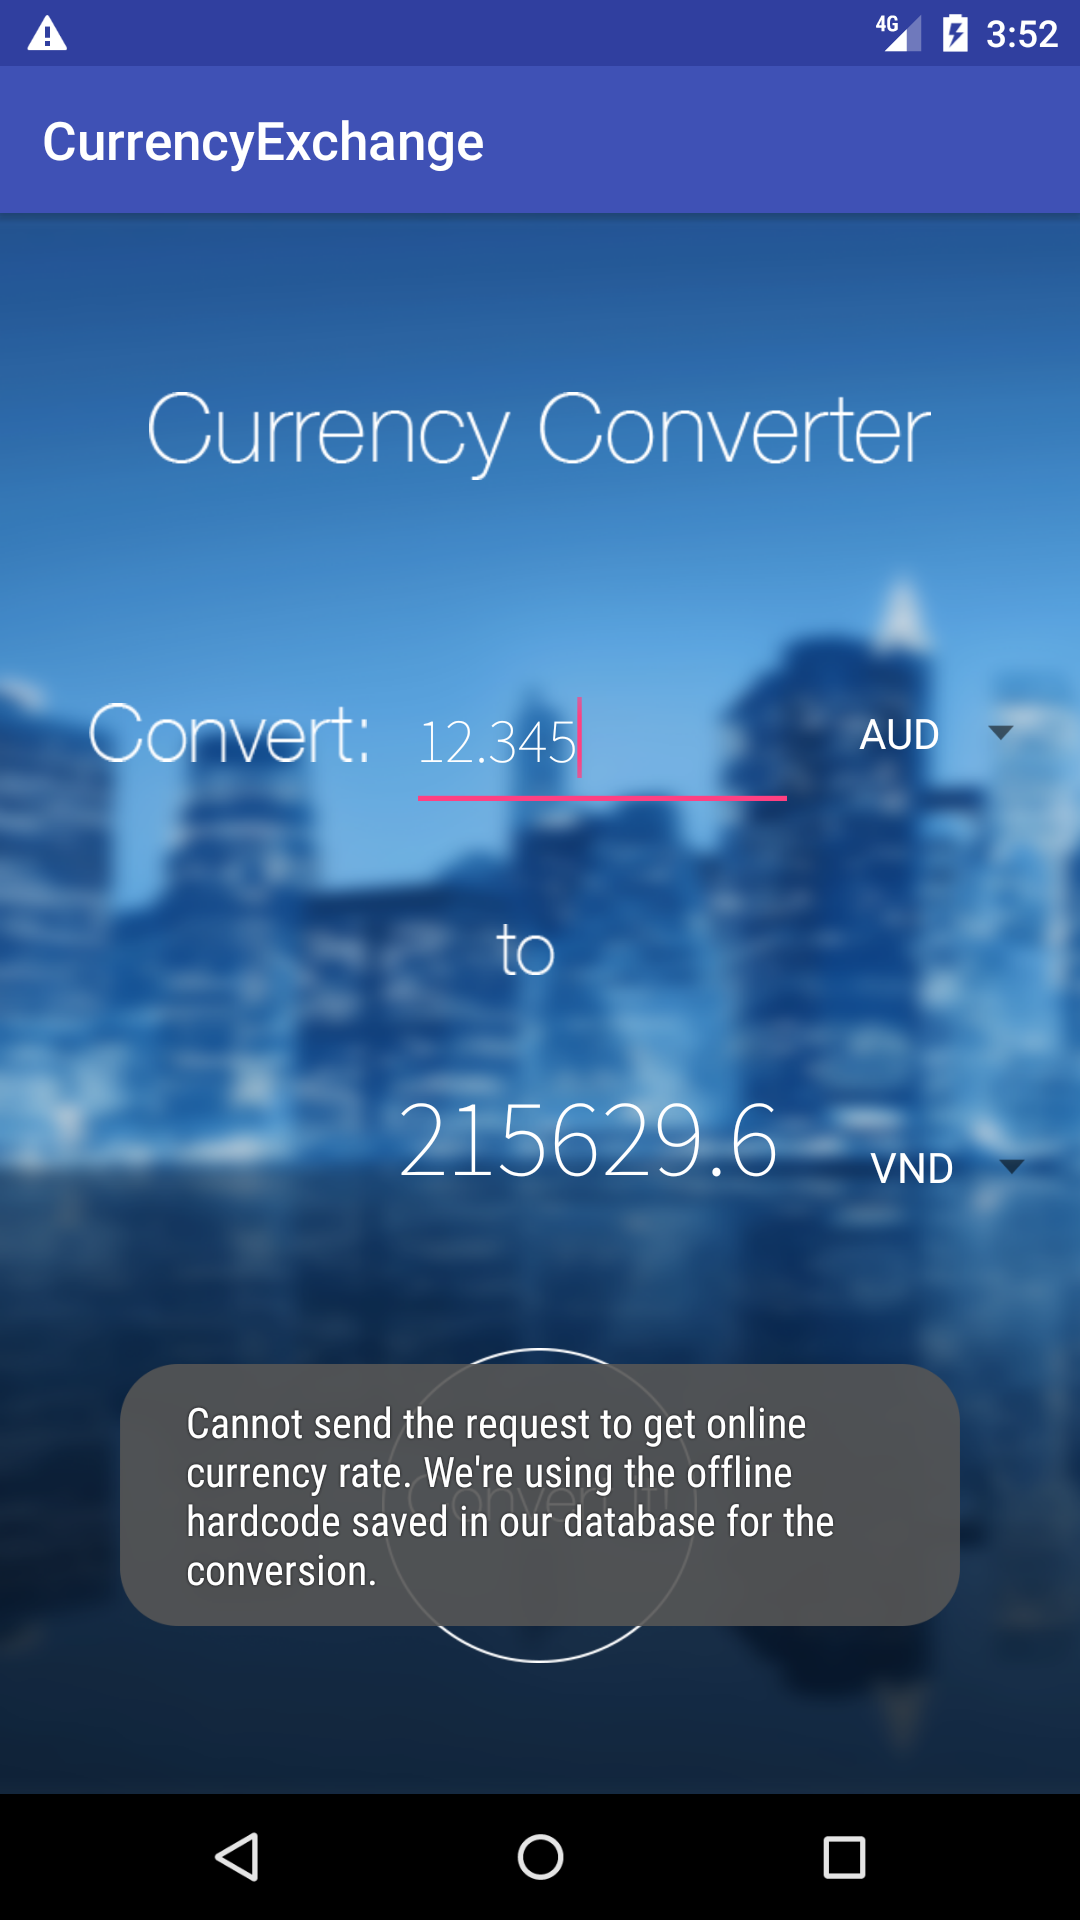 4G 3:52
CurrencyExchange
Currency Converter
Convert: 12.345 AUD
to
215629.6 VND
Cannot send the request to get online
currency rate. We're using the offline
hardcode saved in our database for the
conversion.